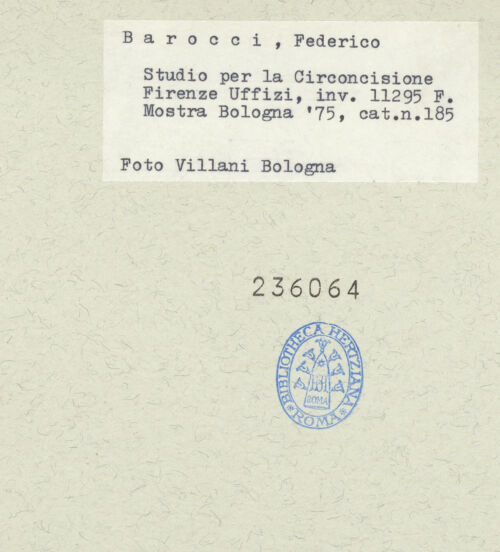 B a r o c c i , Federico
Studio per la Circoncisione
Firenze Uffizi, inv. 11295 F.
Mostra Bologna '75, cat.n.185
Foto Villani Bologna
236064
BIBLIOTHECA HERTZIANA
ROMA
ROMA